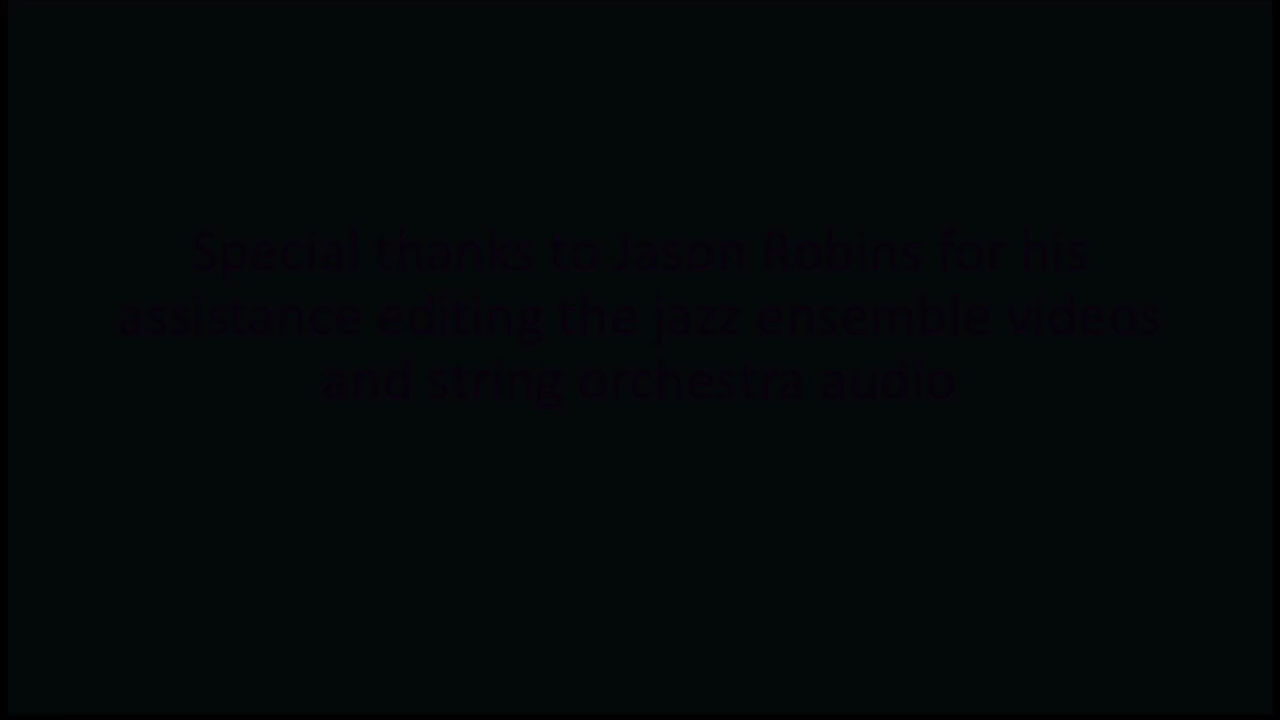 Special thanks to Jason Robins for his
assistance editing the jazz ensemble videos
and string orchestra audio